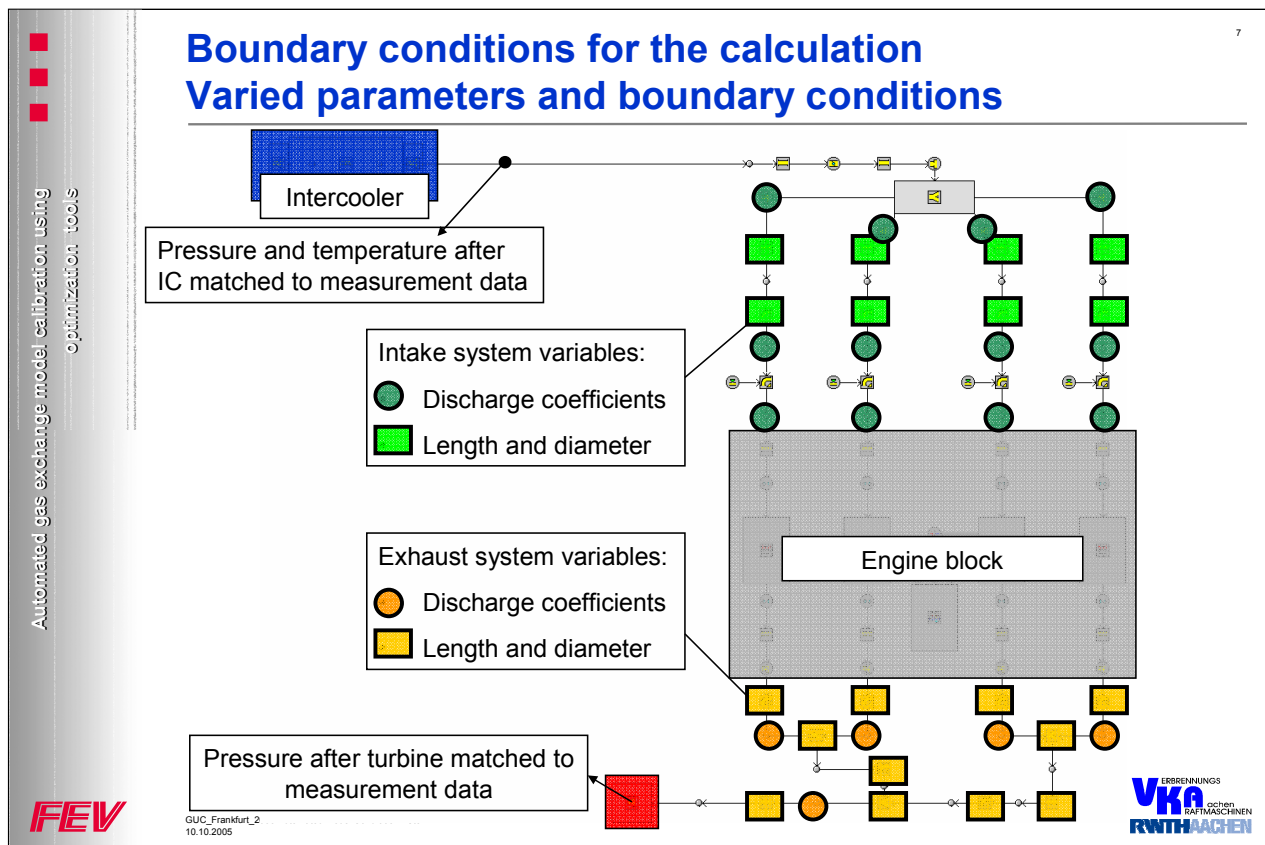 Boundary conditions for the calculation
Varied parameters and boundary conditions
7
Automated gas exchange model calibration using
optimization tools
Intercooler
Pressure and temperature after
IC matched to measurement data
Intake system variables:
Discharge coefficients
Length and diameter
Engine block
Exhaust system variables:
Discharge coefficients
Length and diameter
Pressure after turbine matched to
measurement data
FEV
GUC_Frankfurt_2
10.10.2005
VERBRENNUNGS
KRAFTMASCHINEN
Aachen
RWTHAACHEN